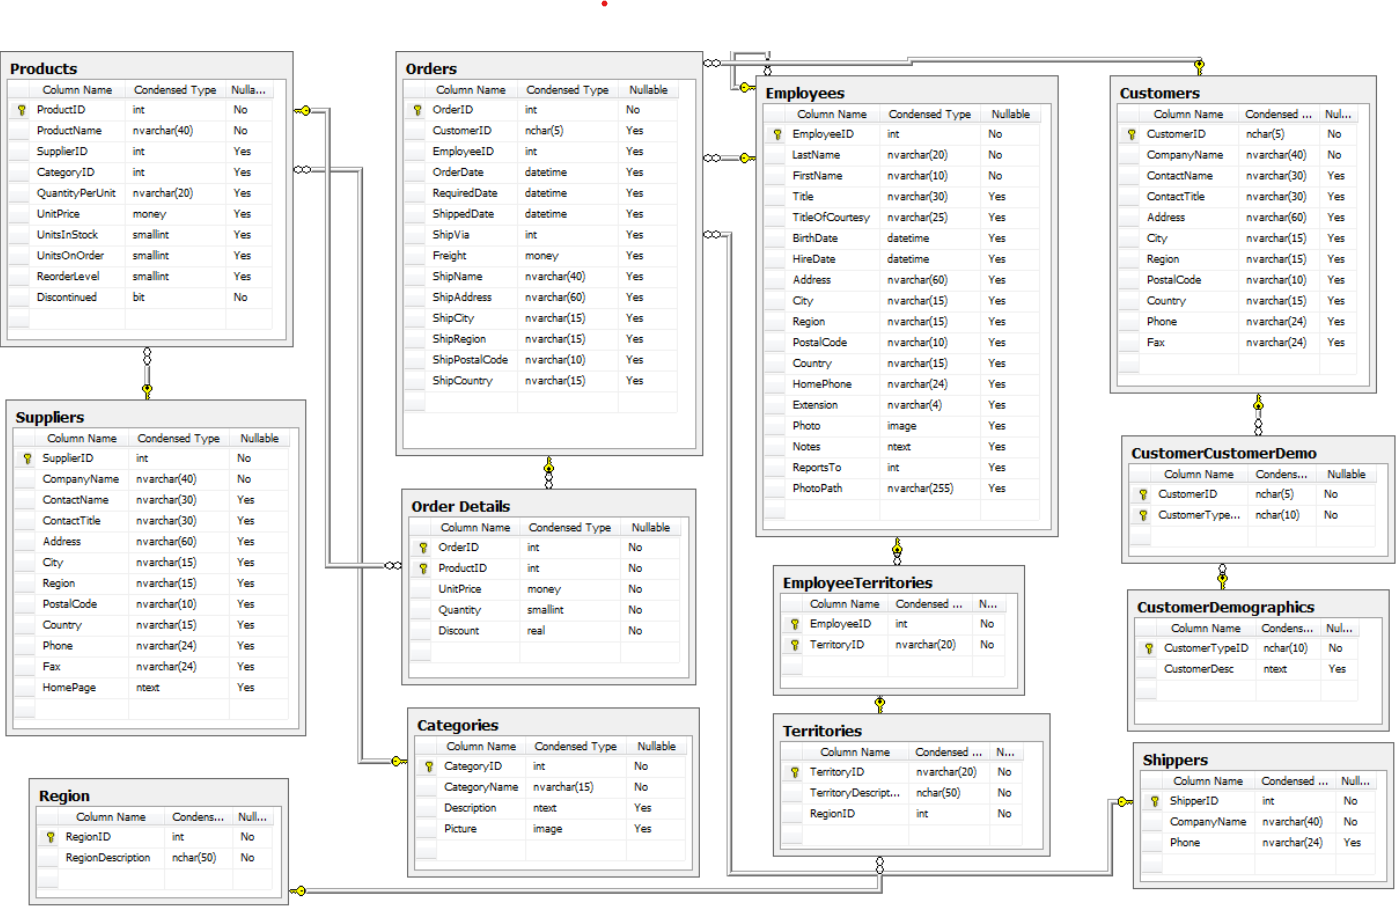 Products
Column Name Condensed Type Nulla...
ProductID int No
ProductName nvarchar(40) No
SupplierID int Yes
CategoryID int Yes
QuantityPerUnit nvarchar(20) Yes
UnitPrice money Yes
UnitsInStock smallint Yes
UnitsOnOrder smallint Yes
ReorderLevel smallint Yes
Discontinued bit No
Orders
Column Name Condensed Type Nullable
OrderID int No
CustomerID nchar(5) Yes
EmployeeID int Yes
OrderDate datetime Yes
RequiredDate datetime Yes
ShippedDate datetime Yes
ShipVia int Yes
Freight money Yes
ShipName nvarchar(40) Yes
ShipAddress nvarchar(60) Yes
ShipCity nvarchar(15) Yes
ShipRegion nvarchar(15) Yes
ShipPostalCode nvarchar(10) Yes
ShipCountry nvarchar(15) Yes
Employees
Column Name Condensed Type Nullable
EmployeeID int No
LastName nvarchar(20) No
FirstName nvarchar(10) No
Title nvarchar(30) Yes
TitleOfCourtesy nvarchar(25) Yes
BirthDate datetime Yes
HireDate datetime Yes
Address nvarchar(60) Yes
City nvarchar(15) Yes
Region nvarchar(15) Yes
PostalCode nvarchar(10) Yes
Country nvarchar(15) Yes
HomePhone nvarchar(24) Yes
Extension nvarchar(4) Yes
Photo image Yes
Notes ntext Yes
ReportsTo int Yes
PhotoPath nvarchar(255) Yes
Customers
Column Name Condensed ... Nul...
CustomerID nchar(5) No
CompanyName nvarchar(40) No
ContactName nvarchar(30) Yes
ContactTitle nvarchar(30) Yes
Address nvarchar(60) Yes
City nvarchar(15) Yes
Region nvarchar(15) Yes
PostalCode nvarchar(10) Yes
Country nvarchar(15) Yes
Phone nvarchar(24) Yes
Fax nvarchar(24) Yes
Suppliers
Column Name Condensed Type Nullable
SupplierID int No
CompanyName nvarchar(40) No
ContactName nvarchar(30) Yes
ContactTitle nvarchar(30) Yes
Address nvarchar(60) Yes
City nvarchar(15) Yes
Region nvarchar(15) Yes
PostalCode nvarchar(10) Yes
Country nvarchar(15) Yes
Phone nvarchar(24) Yes
Fax nvarchar(24) Yes
HomePage ntext Yes
Order Details
Column Name Condensed Type Nullable
OrderID int No
ProductID int No
UnitPrice money No
Quantity smallint No
Discount real No
CustomerCustomerDemo
Column Name Condens... Nullable
CustomerID nchar(5) No
CustomerType... nchar(10) No
EmployeeTerritories
Column Name Condensed ... N...
EmployeeID int No
TerritoryID nvarchar(20) No
CustomerDemographics
Column Name Condens... Nul...
CustomerTypeID nchar(10) No
CustomerDesc ntext Yes
Categories
Column Name Condensed Type Nullable
CategoryID int No
CategoryName nvarchar(15) No
Description ntext Yes
Picture image Yes
Territories
Column Name Condensed ... N...
TerritoryID nvarchar(20) No
TerritoryDescript... nchar(50) No
RegionID int No
Shippers
Column Name Condensed ... Null...
ShipperID int No
CompanyName nvarchar(40) No
Phone nvarchar(24) Yes
Region
Column Name Condens... Null...
RegionID int No
RegionDescription nchar(50) No